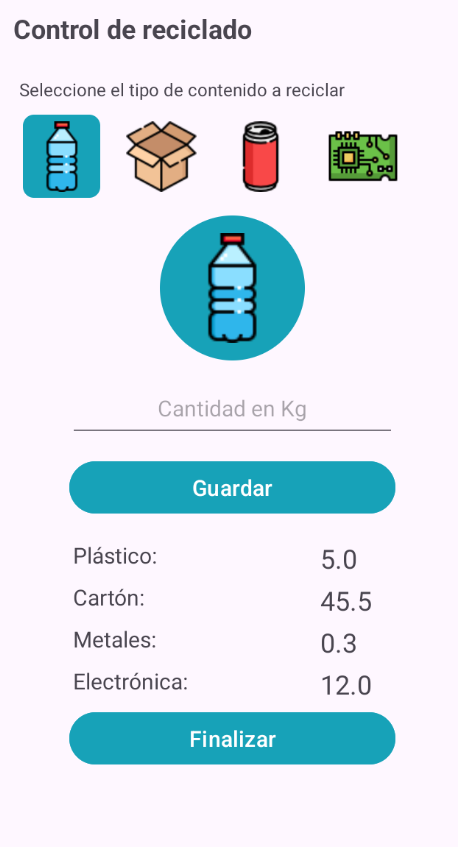 Control de reciclado
Seleccione el tipo de contenido a reciclar
Cantidad en Kg
Guardar
Plástico: 5.0
Cartón: 45.5
Metales: 0.3
Electrónica: 12.0
Finalizar